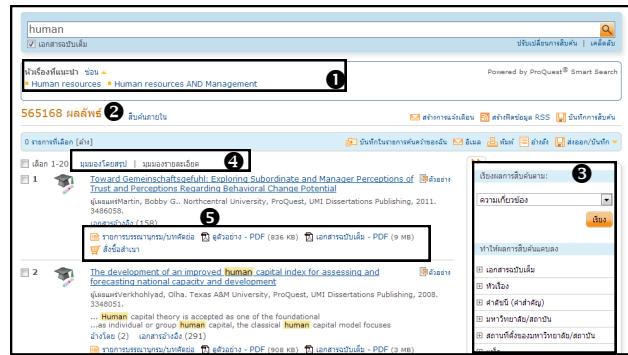 human
เอกสารฉบับเต็ม
ปรับเปลี่ยนการสืบค้น | เคล็ดลับ
หัวเรื่องที่แนะนำ ซ่อน
Powered by ProQuest® Smart Search
Human resources Human resources AND Management
1
565168 ผลลัพธ์ 2 สืบค้นภายใน
สร้างการแจ้งเตือน สร้างฟีดข้อมูล RSS บันทึกการสืบค้น
0 รายการที่เลือก [ล้าง]
บันทึกในรายการค้นคว้าของฉัน อีเมล พิมพ์ อ้างอิง ส่งออก/บันทึก
เลือก 1-20 มุมมองโดยสรุป | มุมมองรายละเอียด 4
1 Toward Gemeinschaftsgefuhl: Exploring Subordinate and Manager Perceptions of
Trust and Perceptions Regarding Behavioral Change Potential
ตัวอย่าง
ผู้เผยแพร่Martin, Bobby G.. Northcentral University, ProQuest, UMI Dissertations Publishing, 2011.
3486058.
เอกสารอ้างอิง (158) 5
รายการบรรณานุกรม/บทคัดย่อ ดูตัวอย่าง - PDF (836 KB) เอกสารฉบับเต็ม - PDF (9 MB)
สั่งซื้อสำเนา
2 The development of an improved human capital index for assessing and
forecasting national capacity and development
ตัวอย่าง
ผู้เผยแพร่Verkhohlyad, Olha. Texas A&M University, ProQuest, UMI Dissertations Publishing, 2008.
3348051.
... Human capital theory is accepted as one of the foundational
...as individual or group human capital, the classical human capital model focuses
อ้างโดย (2) เอกสารอ้างอิง (291)
รายการบรรณานุกรม/บทคัดย่อ ดูตัวอย่าง - PDF (908 KB) เอกสารฉบับเต็ม - PDF (3 MB)
เรียงผลการสืบค้นตาม: 3
ความเกี่ยวข้อง
เรียง
ทำให้ผลการสืบค้นแคบลง
เอกสารฉบับเต็ม
หัวเรื่อง
คำดัชนี (คำสำคัญ)
มหาวิทยาลัย/สถาบัน
สถานที่ตั้งของมหาวิทยาลัย/สถาบัน